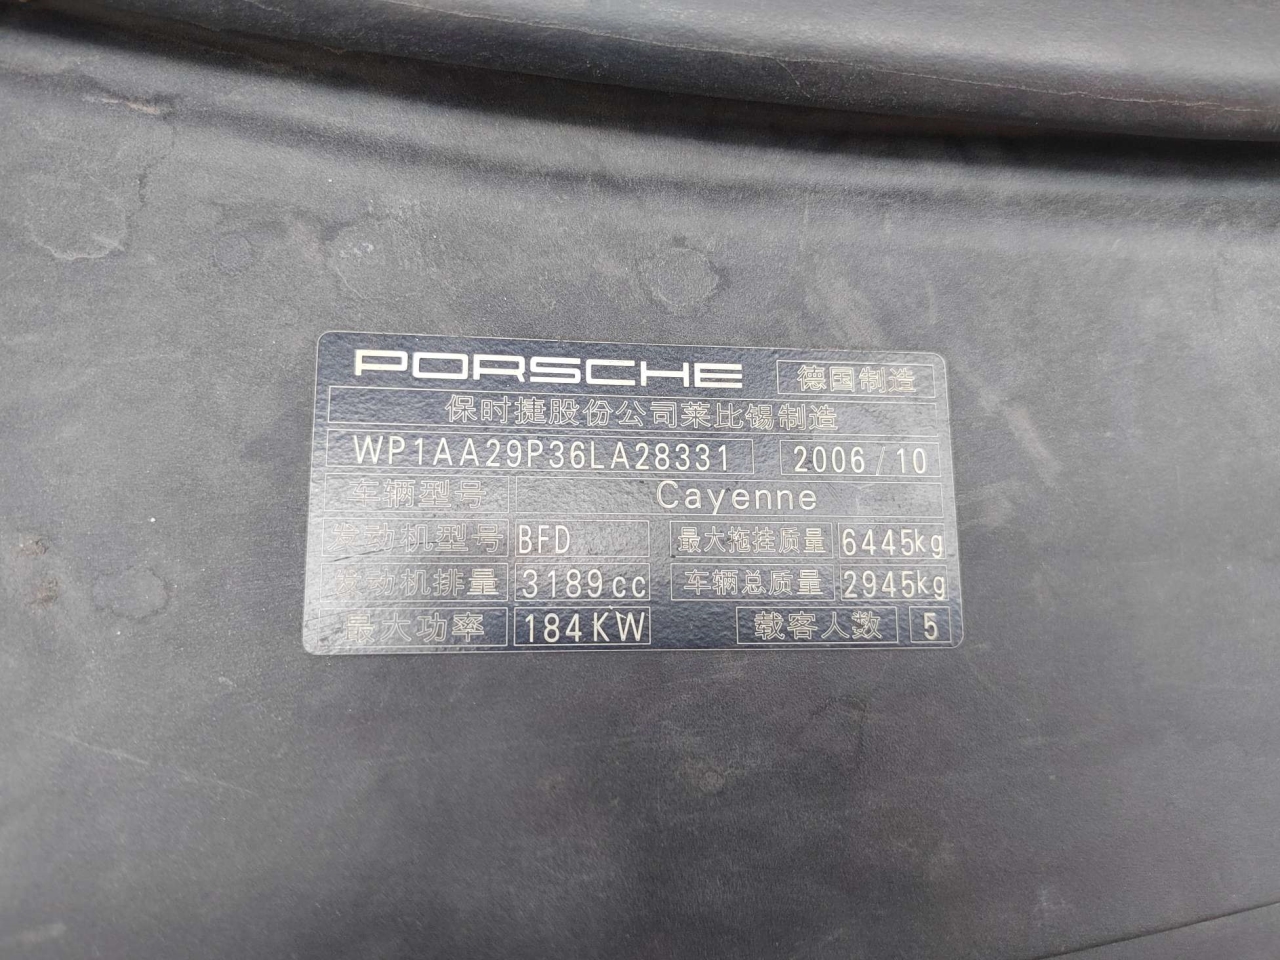 PORSCHE 德国制造
保时捷股份公司莱比锡制造
WP1AA29P36LA28331 2006/10
车辆型号 Cayenne
发动机型号 BFD 最大拖挂质量 6445kg
发动机排量 3189cc 车辆总质量 2945kg
最大功率 184KW 载客人数 5